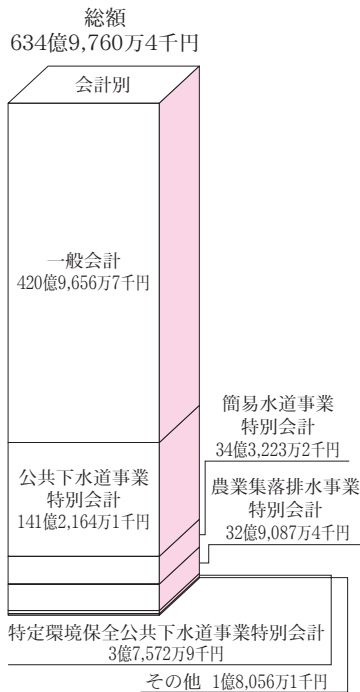 総額
634億9,760万4千円
会計別
一般会計
420億9,656万7千円
公共下水道事業
特別会計
141億2,164万1千円
簡易水道事業
特別会計
34億3,223万2千円
農業集落排水事業
特別会計
32億9,087万4千円
特定環境保全公共下水道事業特別会計
3億7,572万9千円
その他 1億8,056万1千円